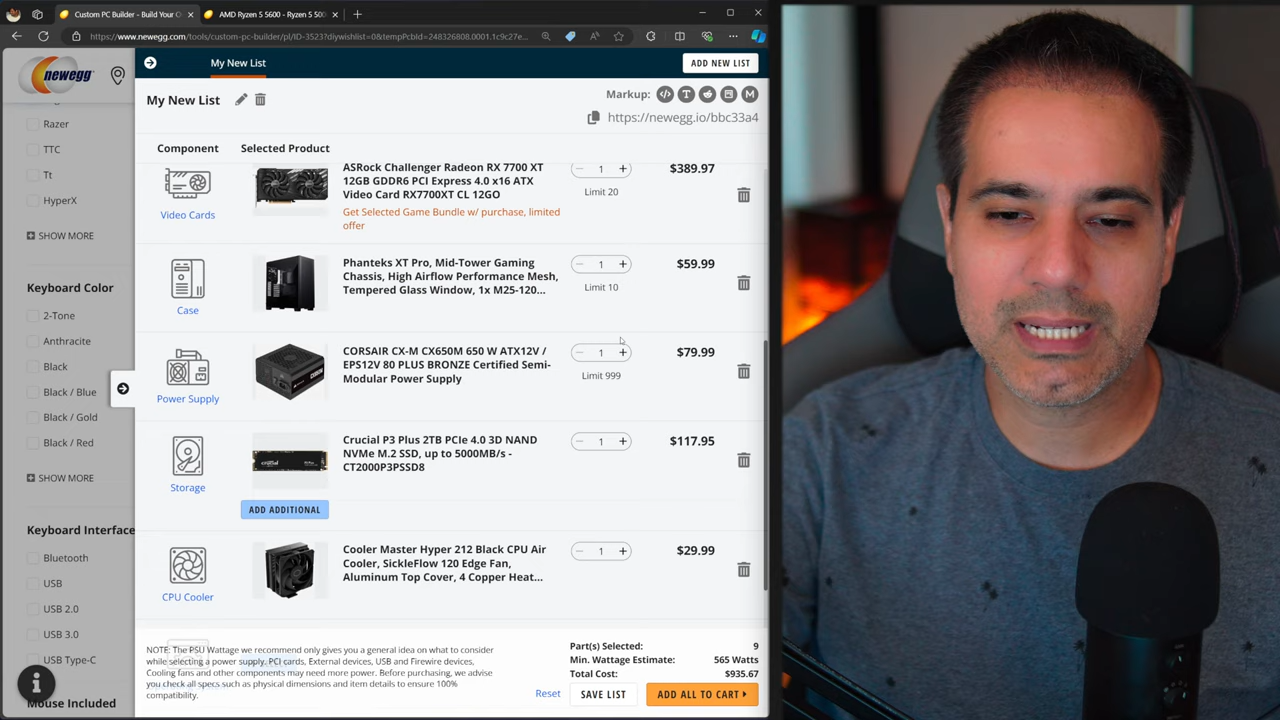 Custom PC Builder - Build Your C
AMD Ryzen 5 5600 - Ryzen 5 500
https://www.newegg.com/tools/custom-pc-builder/pl/ID-3523?diywishlist=0&tempPcbId=248326808.0001.1c9c27e...
newegg
My New List
ADD NEW LIST
My New List
Markup:
https://newegg.io/bbc33a4
Component
Selected Product
Razer
TTC
Tt
HyperX
SHOW MORE
Keyboard Color
2-Tone
Anthracite
Black
Black / Blue
Black / Gold
Black / Red
SHOW MORE
Keyboard Interface
Bluetooth
USB
USB 2.0
USB 3.0
USB Type-C
Mouse Included
Video Cards
ASRock Challenger Radeon RX 7700 XT
12GB GDDR6 PCI Express 4.0 x16 ATX
Video Card RX7700XT CL 12GO
Get Selected Game Bundle w/ purchase, limited
offer
1
Limit 20
$389.97
Case
Phanteks XT Pro, Mid-Tower Gaming
Chassis, High Airflow Performance Mesh,
Tempered Glass Window, 1x M25-120...
1
Limit 10
$59.99
Power Supply
CORSAIR CX-M CX650M 650 W ATX12V /
EPS12V 80 PLUS BRONZE Certified Semi-
Modular Power Supply
1
Limit 999
$79.99
Storage
Crucial P3 Plus 2TB PCIe 4.0 3D NAND
NVMe M.2 SSD, up to 5000MB/s -
CT2000P3PSSD8
1
$117.95
ADD ADDITIONAL
CPU Cooler
Cooler Master Hyper 212 Black CPU Air
Cooler, SickleFlow 120 Edge Fan,
Aluminum Top Cover, 4 Copper Heat...
1
$29.99
NOTE: The PSU Wattage we recommend only gives you a general idea on what to consider
while selecting a power supply. PCI cards, External devices, USB and Firewire devices,
Cooling fans and other components may need more power. Before purchasing, we advise
you check all specs such as physical dimensions and item details to ensure 100%
compatibility.
Part(s) Selected: 9
Min. Wattage Estimate: 565 Watts
Total Cost: $935.67
Reset
SAVE LIST
ADD ALL TO CART